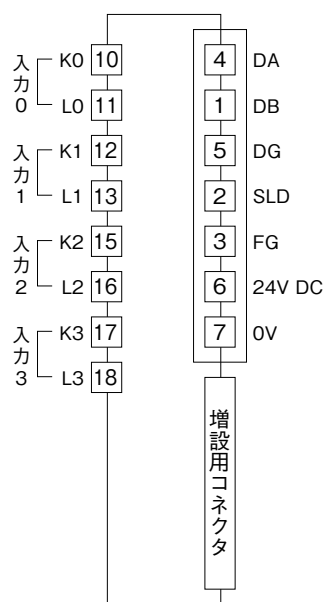 入力0
K0 10
L0 11
入力1
K1 12
L1 13
入力2
K2 15
L2 16
入力3
K3 17
L3 18
4 DA
1 DB
5 DG
2 SLD
3 FG
6 24V DC
7 0V
増設用コネクタ